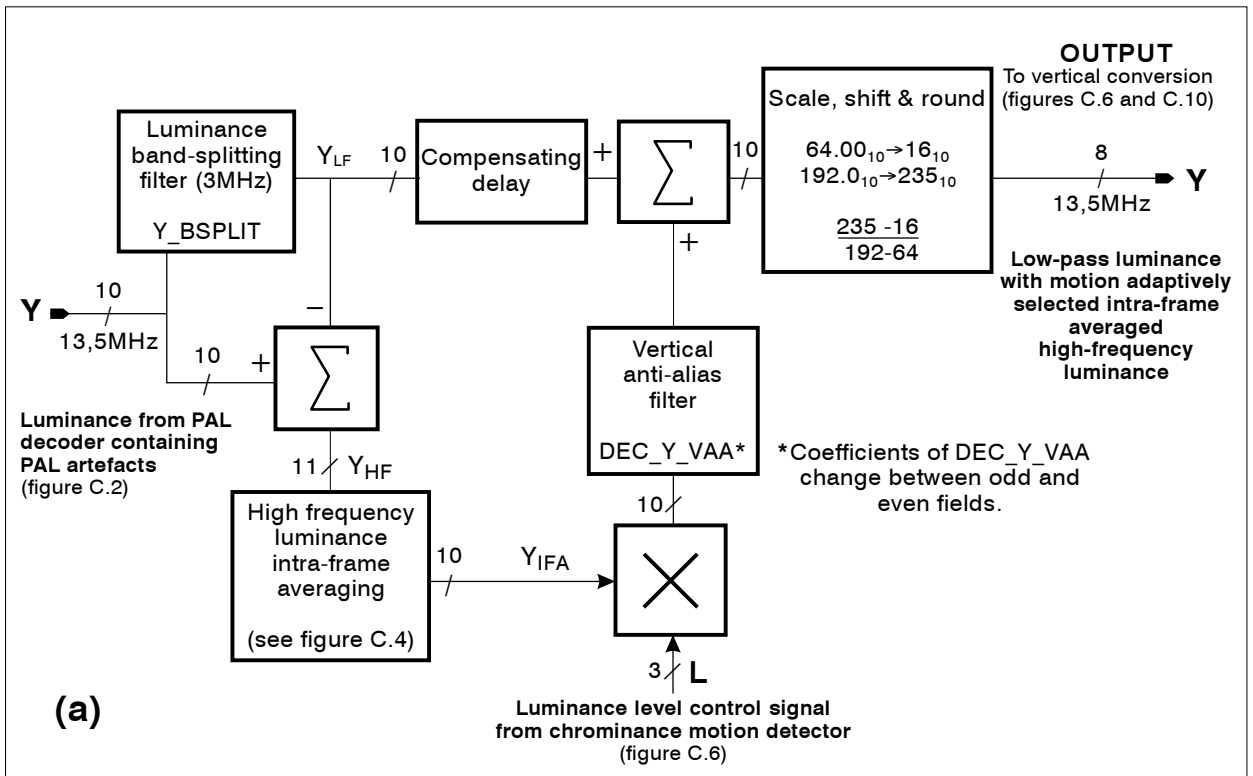 OUTPUT
To vertical conversion
(figures C.6 and C.10)
Luminance
band-splitting
filter (3MHz)
Y_BSPLIT
Y_LF
10
Compensating
delay
+
Σ
10
Scale, shift & round
64.00₁₀→16₁₀
192.0₁₀→235₁₀
235 -16
192-64
8
Y
13,5MHz
+
Low-pass luminance
with motion adaptively
selected intra-frame
averaged
high-frequency
luminance
Y
10
13,5MHz
–
10
+
Σ
Luminance from PAL
decoder containing
PAL artefacts
(figure C.2)
11
Y_HF
Vertical
anti-alias
filter
DEC_Y_VAA*
*Coefficients of DEC_Y_VAA
change between odd and
even fields.
10
High frequency
luminance
intra-frame
averaging
(see figure C.4)
10
Y_IFA
3
L
Luminance level control signal
from chrominance motion detector
(figure C.6)
(a)